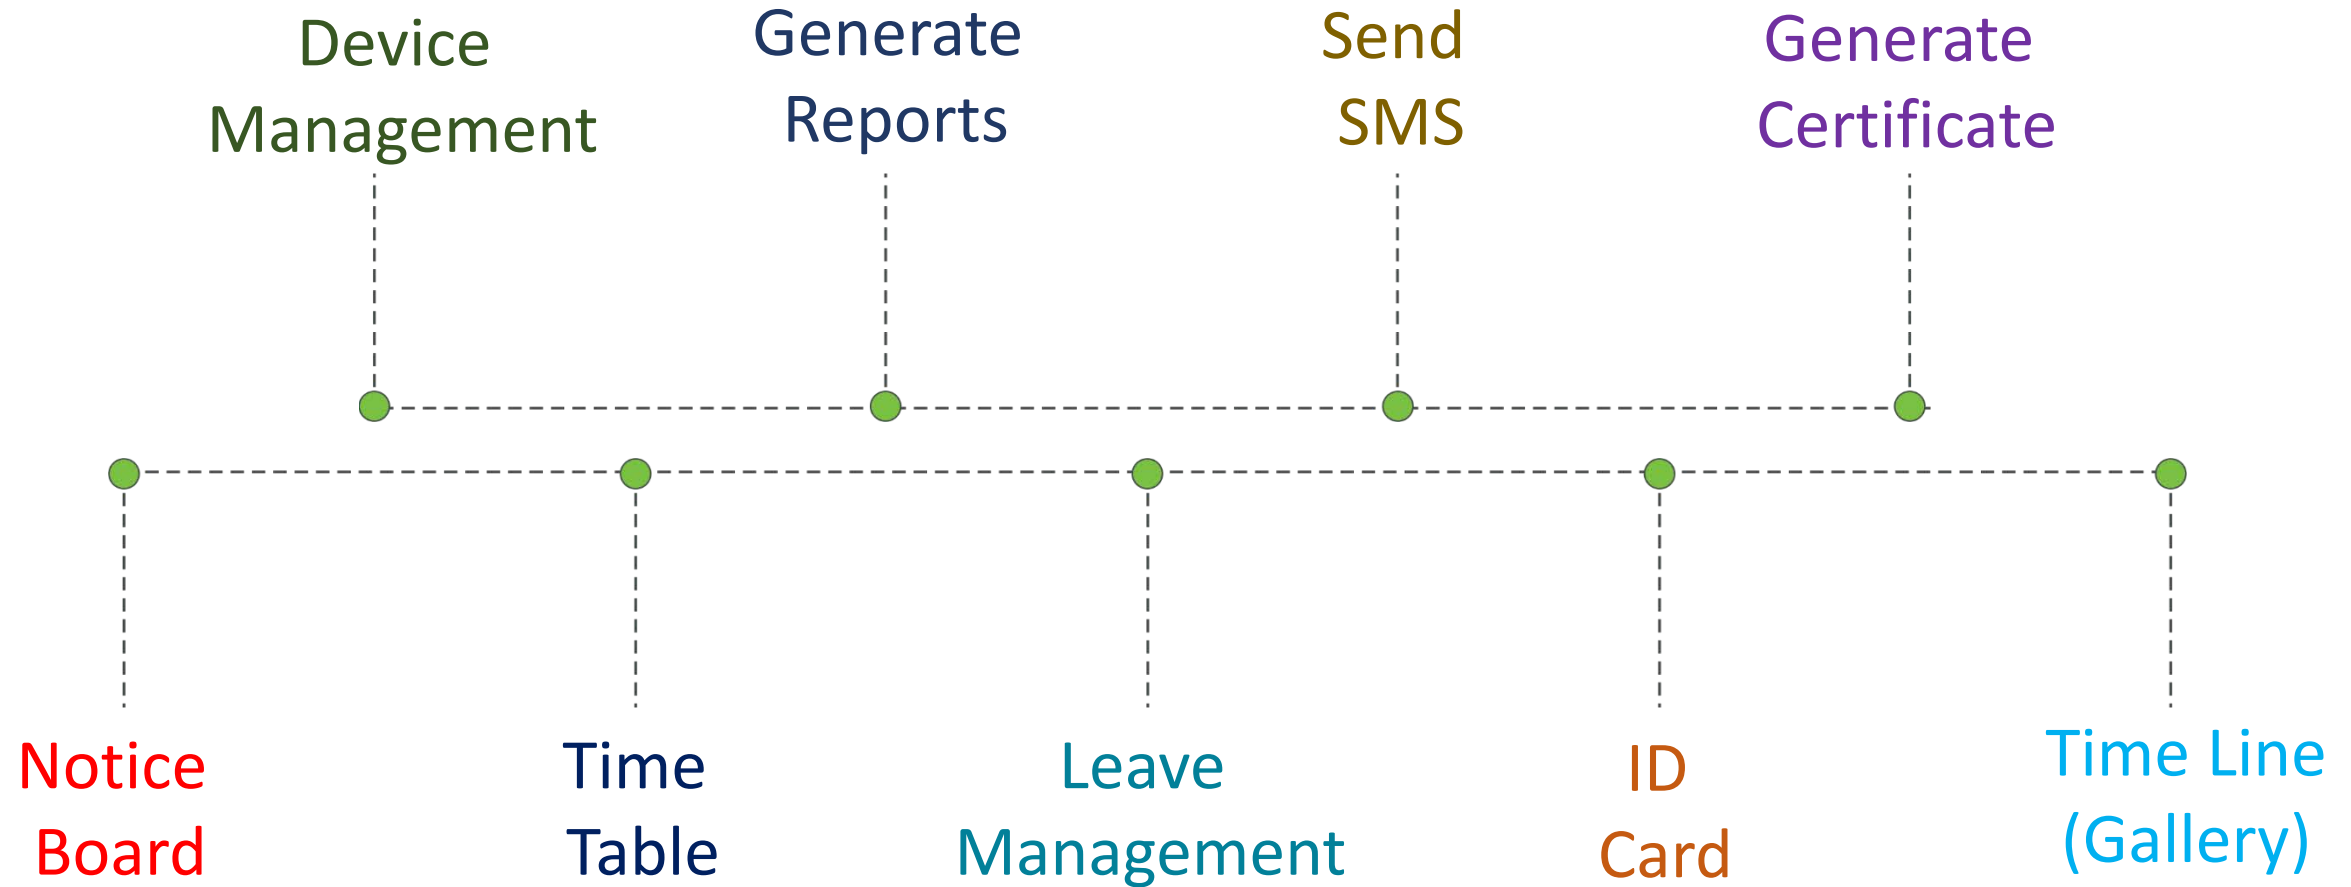 Device
Management
Generate
Reports
Send
SMS
Generate
Certificate
Notice
Board
Time
Table
Leave
Management
ID
Card
Time Line
(Gallery)